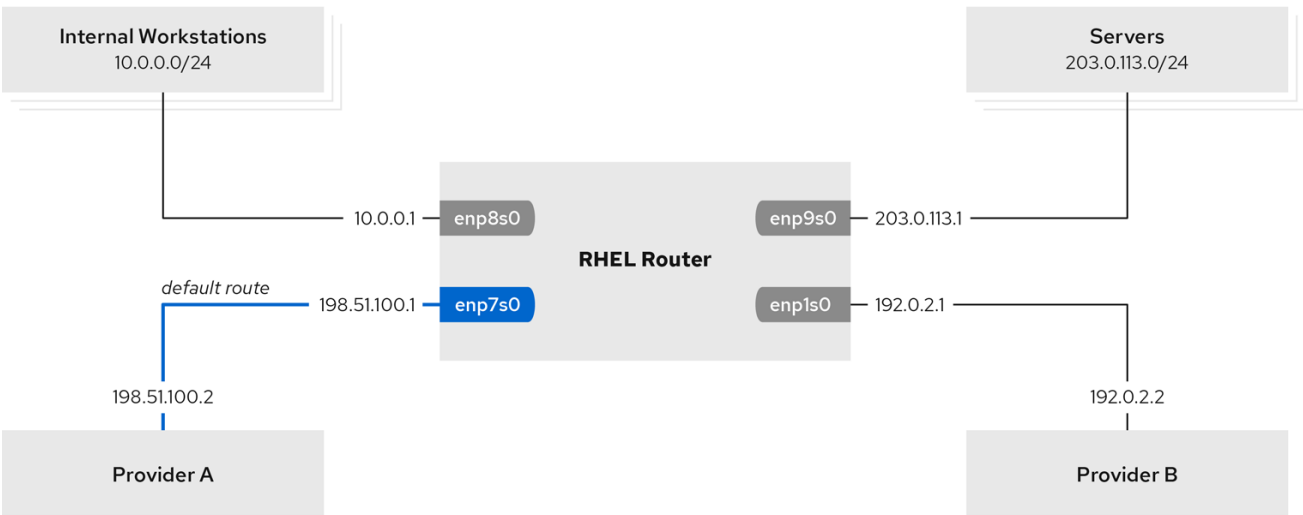 Internal Workstations
10.0.0.0/24
Servers
203.0.113.0/24
10.0.0.1
enp8s0
enp9s0
203.0.113.1
RHEL Router
default route
198.51.100.1
enp7s0
enp1s0
192.0.2.1
198.51.100.2
192.0.2.2
Provider A
Provider B